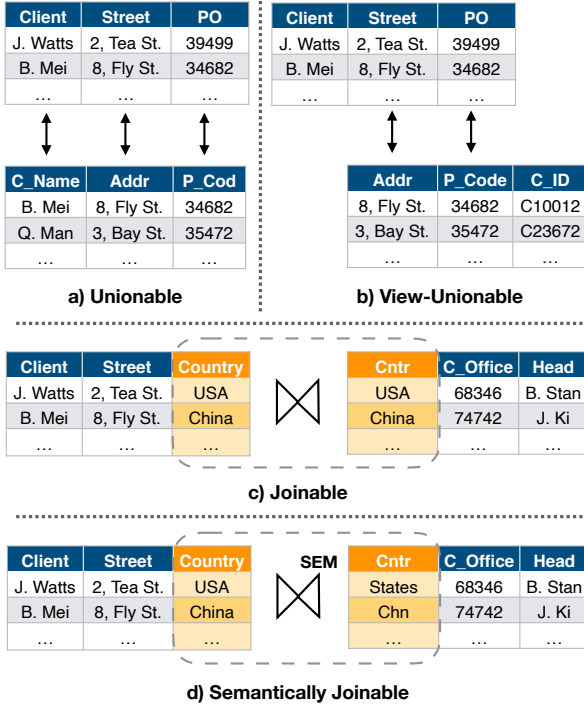 Client Street PO
J. Watts 2, Tea St. 39499
B. Mei 8, Fly St. 34682
... ... ...
C_Name Addr P_Cod
B. Mei 8, Fly St. 34682
Q. Man 3, Bay St. 35472
... ... ...
a) Unionable
Client Street PO
J. Watts 2, Tea St. 39499
B. Mei 8, Fly St. 34682
... ... ...
Addr P_Code C_ID
8, Fly St. 34682 C10012
3, Bay St. 35472 C23672
... ... ...
b) View-Unionable
Client Street Country Cntr C_Office Head
J. Watts 2, Tea St. USA USA 68346 B. Stan
B. Mei 8, Fly St. China China 74742 J. Ki
... ... ... ... ... ...
c) Joinable
Client Street Country SEM Cntr C_Office Head
J. Watts 2, Tea St. USA States 68346 B. Stan
B. Mei 8, Fly St. China Chn 74742 J. Ki
... ... ... ... ... ...
d) Semantically Joinable